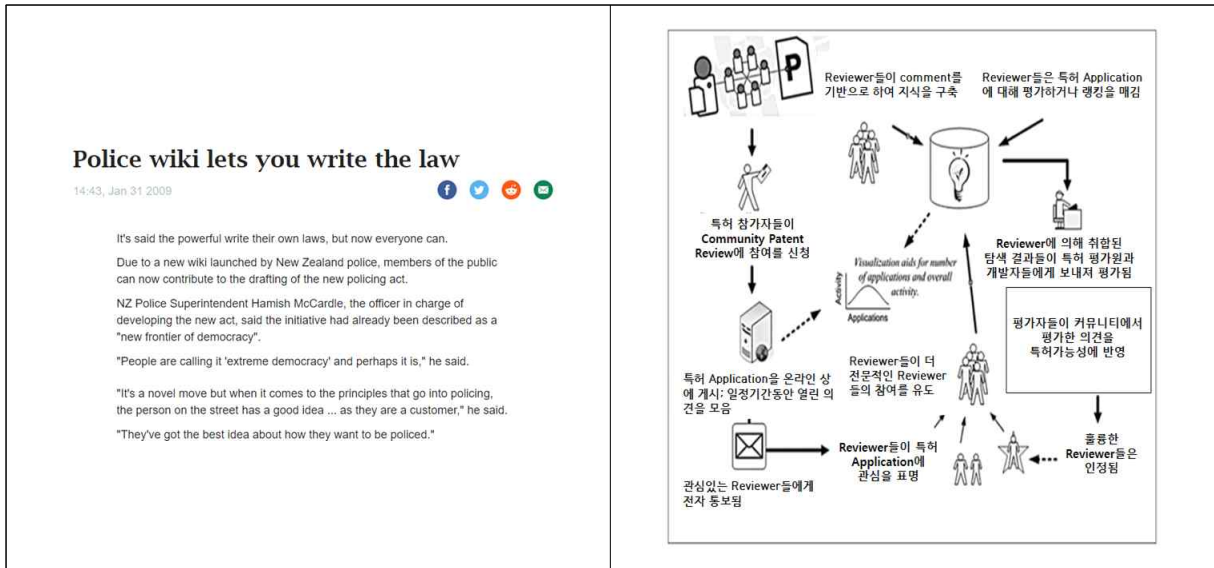 Police wiki lets you write the law
14:43, Jan 31 2009
It's said the powerful write their own laws, but now everyone can.
Due to a new wiki launched by New Zealand police, members of the public
can now contribute to the drafting of the new policing act.
NZ Police Superintendent Hamish McCardle, the officer in charge of
developing the new act, said the initiative had already been described as a
"new frontier of democracy".
"People are calling it 'extreme democracy' and perhaps it is," he said.
"It's a novel move but when it comes to the principles that go into policing,
the person on the street has a good idea ... as they are a customer," he said.
"They've got the best idea about how they want to be policed."
P
Reviewer들이 comment를
기반으로 하여 지식을 구축
Reviewer들은 특허 Application
에 대해 평가하거나 랭킹을 매김
특허 참가자들이
Community Patent
Review에 참여를 신청
Reviewer에 의해 취합된
탐색 결과들이 특허 평가원과
개발자들에게 보내져 평가됨
Visualization aids for number
of applications and overall
activity.
Activity
Applications
평가자들이 커뮤니티에서
평가한 의견을
특허가능성에 반영
Reviewer들이 더
전문적인 Reviewer
들의 참여를 유도
특허 Application을 온라인 상
에 게시: 일정기간동안 열린 의
견을 모음
Reviewer들이 특허
Application에
관심을 표명
훌륭한
Reviewer들은
인정됨
관심있는 Reviewer들에게
전자 통보됨